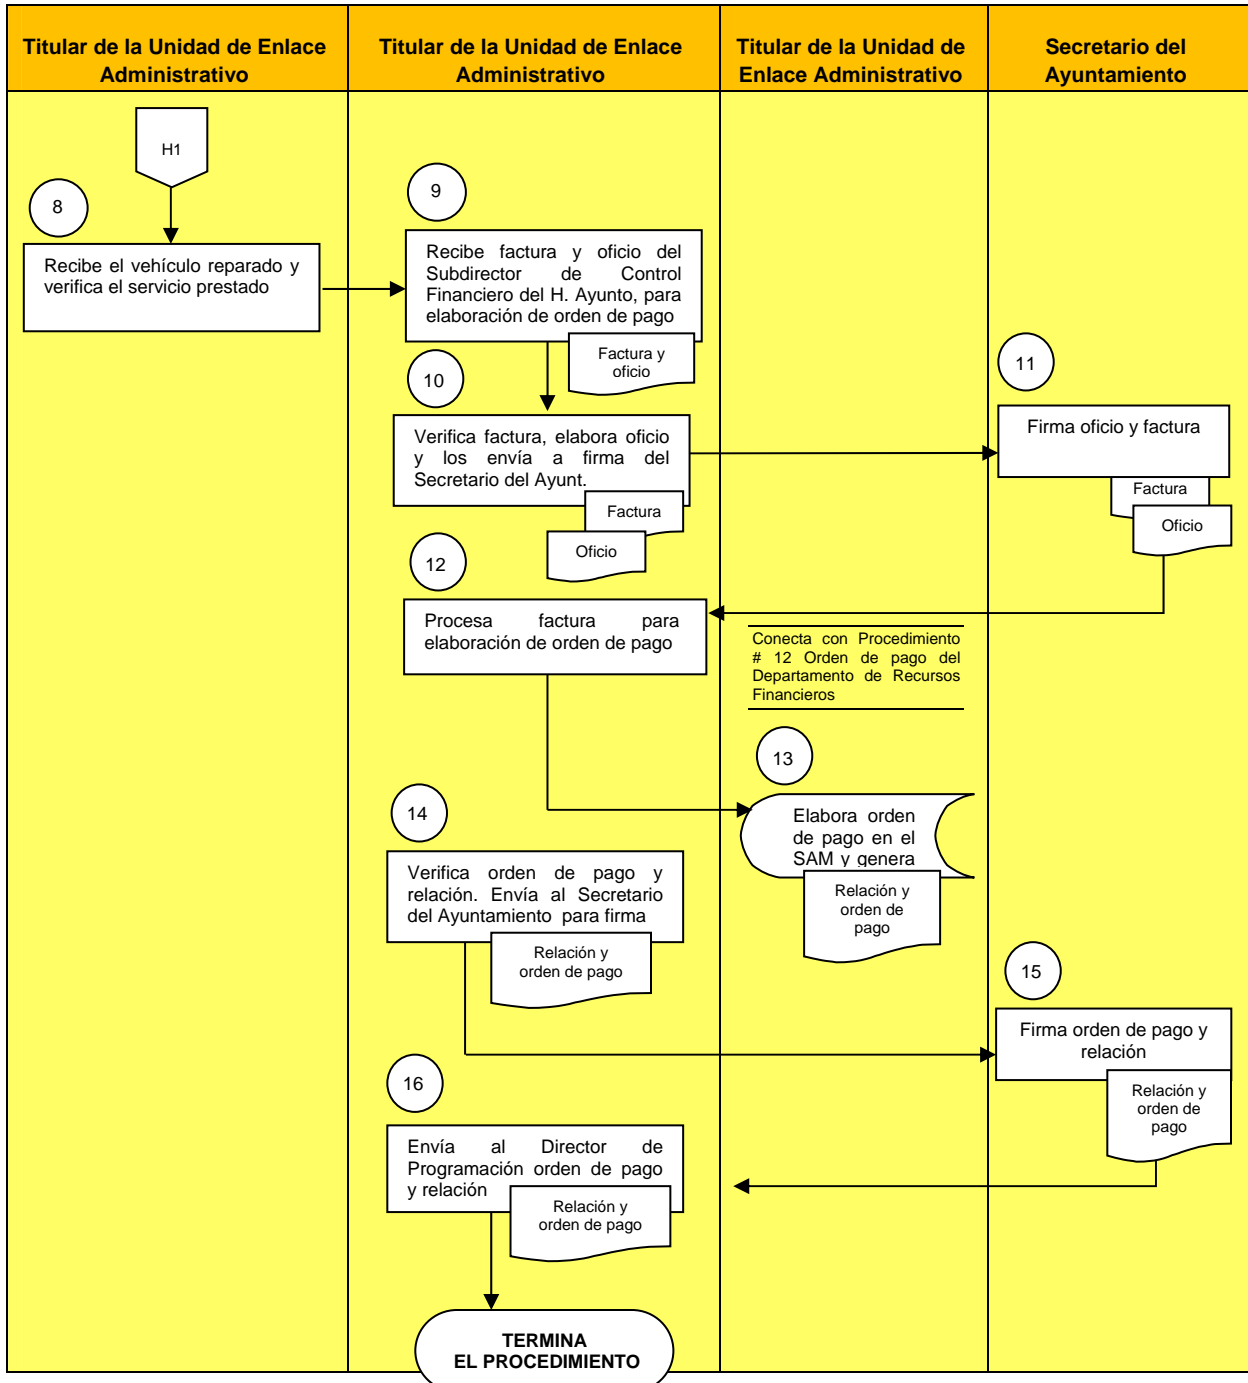 Titular de la Unidad de Enlace
Administrativo
Titular de la Unidad de Enlace
Administrativo
Titular de la Unidad de
Enlace Administrativo
Secretario del
Ayuntamiento
H1
8
Recibe el vehículo reparado y
verifica el servicio prestado
9
Recibe factura y oficio del
Subdirector de Control
Financiero del H. Ayunto, para
elaboración de orden de pago
Factura y
oficio
10
Verifica factura, elabora oficio
y los envía a firma del
Secretario del Ayunt.
Factura
Oficio
11
Firma oficio y factura
Factura
Oficio
12
Procesa factura para
elaboración de orden de pago
Conecta con Procedimiento
# 12 Orden de pago del
Departamento de Recursos
Financieros
13
Elabora orden
de pago en el
SAM y genera
Relación y
orden de
pago
14
Verifica orden de pago y
relación. Envía al Secretario
del Ayuntamiento para firma
Relación y
orden de pago
15
Firma orden de pago y
relación
Relación y
orden de
pago
16
Envía al Director de
Programación orden de pago
y relación
Relación y
orden de pago
TERMINA
EL PROCEDIMIENTO